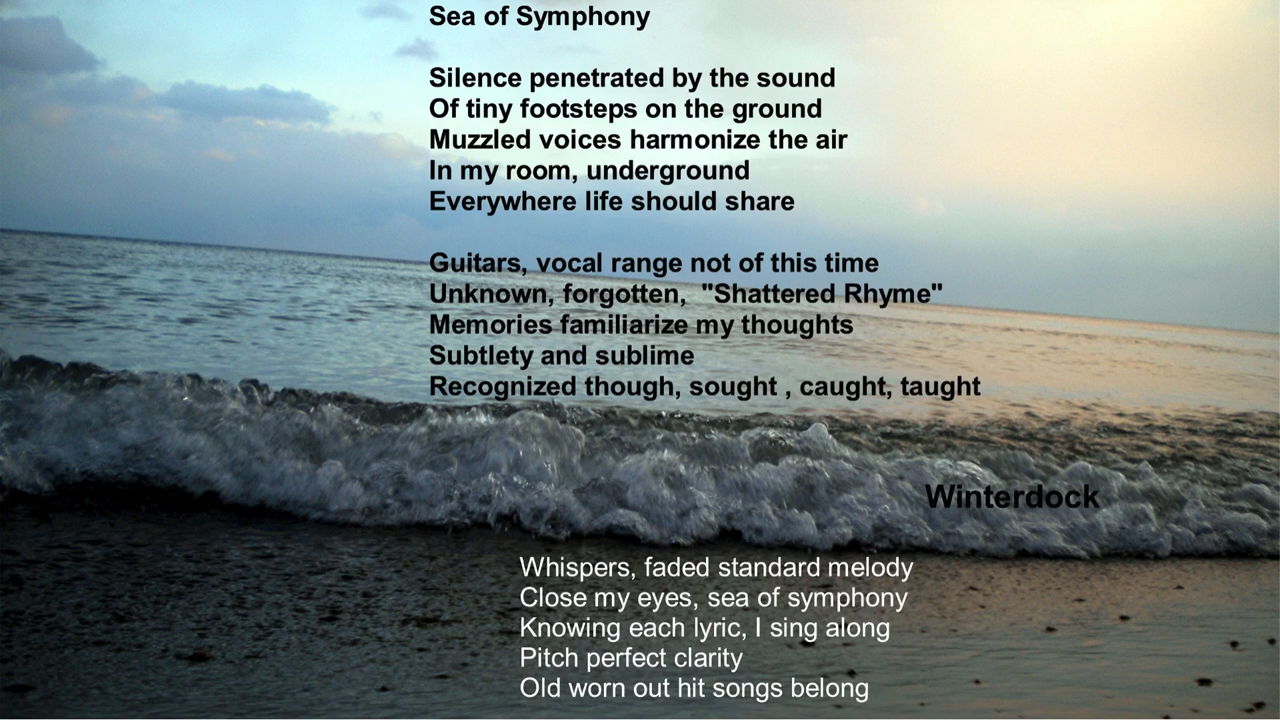 Sea of Symphony
Silence penetrated by the sound
Of tiny footsteps on the ground
Muzzled voices harmonize the air
In my room, underground
Everywhere life should share
Guitars, vocal range not of this time
Unknown, forgotten,  "Shattered Rhyme"
Memories familiarize my thoughts
Subtlety and sublime
Recognized though, sought , caught, taught
Winterdock
Whispers, faded standard melody
Close my eyes, sea of symphony
Knowing each lyric, I sing along
Pitch perfect clarity
Old worn out hit songs belong